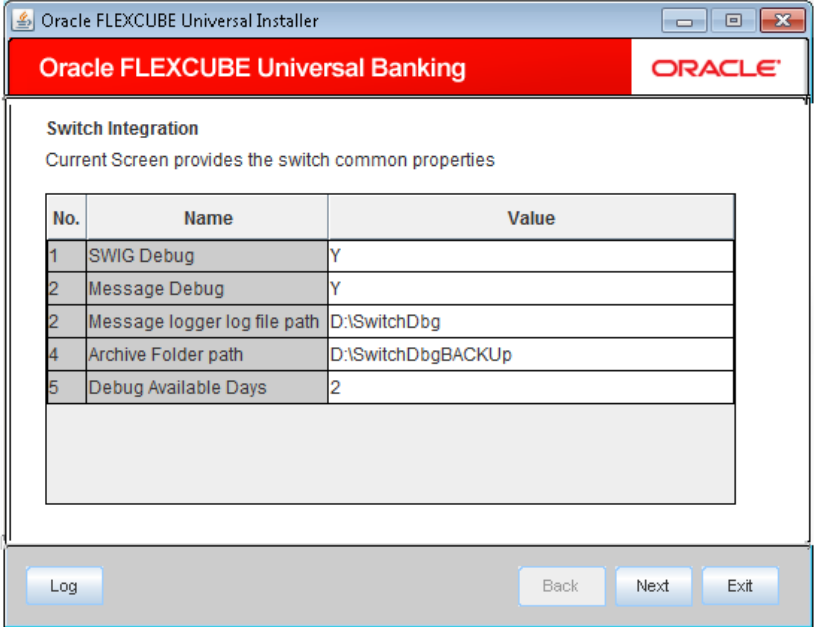 Oracle FLEXCUBE Universal Installer
Oracle FLEXCUBE Universal Banking
ORACLE
Switch Integration
Current Screen provides the switch common properties
No. Name Value
1 SWIG Debug Y
2 Message Debug Y
2 Message logger log file path D:\SwitchDbg
4 Archive Folder path D:\SwitchDbgBACKUp
5 Debug Available Days 2
Log Back Next Exit